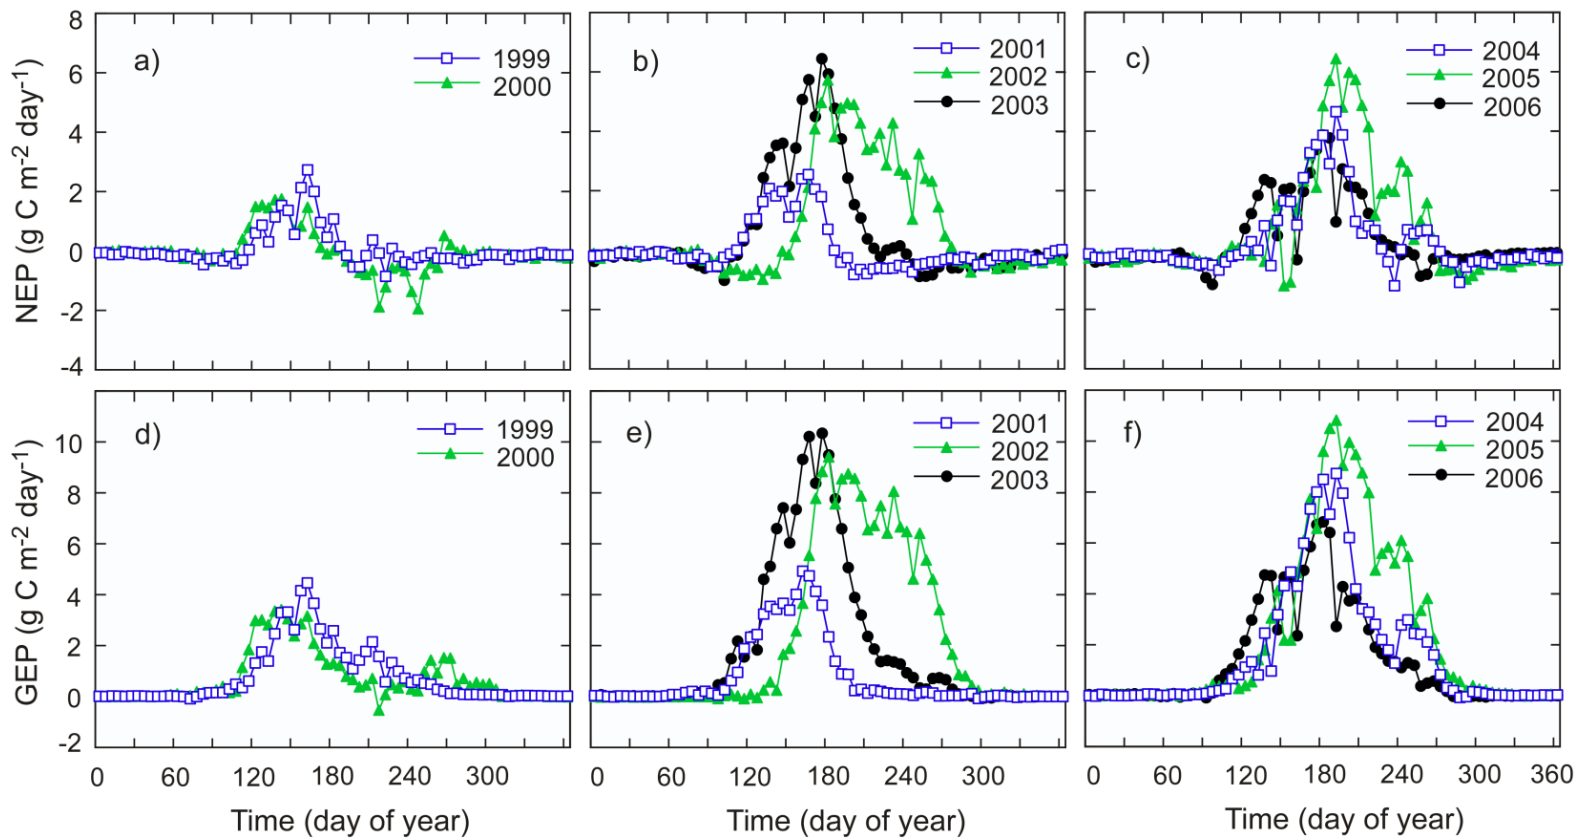 8
6
4
2
0
-2
-4
NEP (g C m-2 day-1)
a)
1999
2000
b)
2001
2002
2003
c)
2004
2005
2006
10
8
6
4
2
0
-2
GEP (g C m-2 day-1)
d)
1999
2000
e)
2001
2002
2003
f)
2004
2005
2006
0 60 120 180 240 300
0 60 120 180 240 300
0 60 120 180 240 300 360
Time (day of year)
Time (day of year)
Time (day of year)